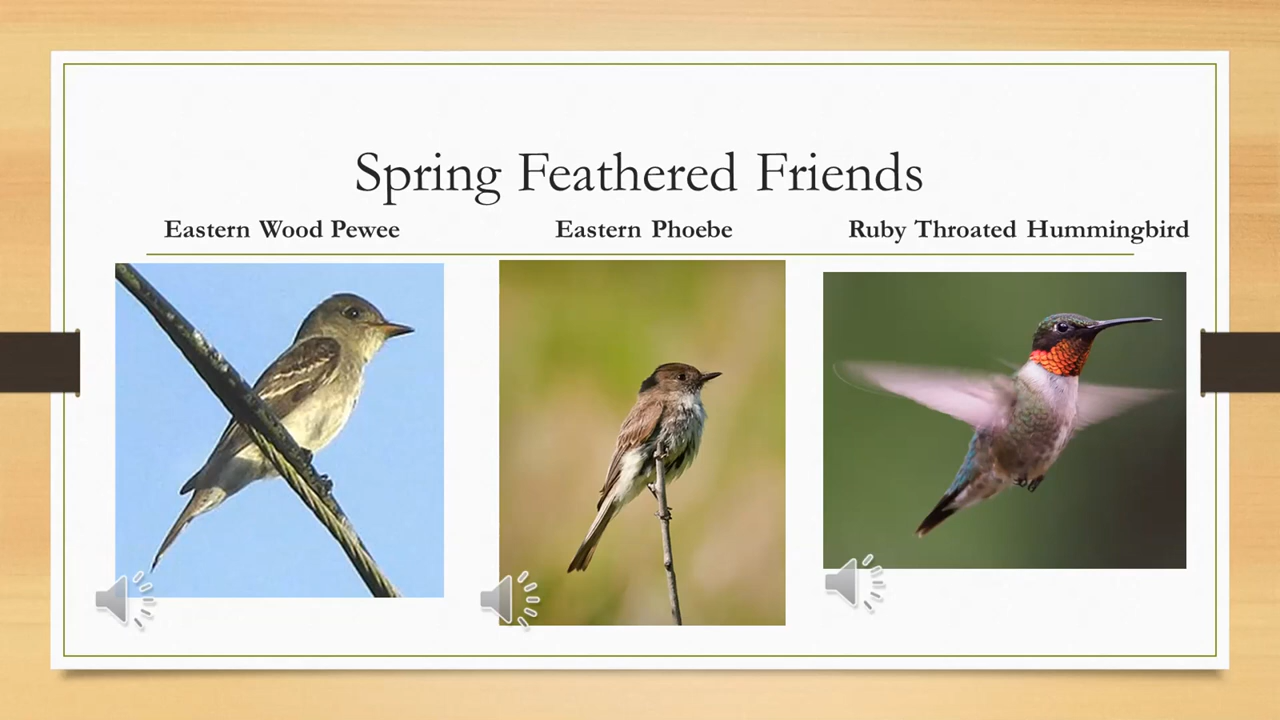 Spring Feathered Friends
Eastern Wood Pewee
Eastern Phoebe
Ruby Throated Hummingbird